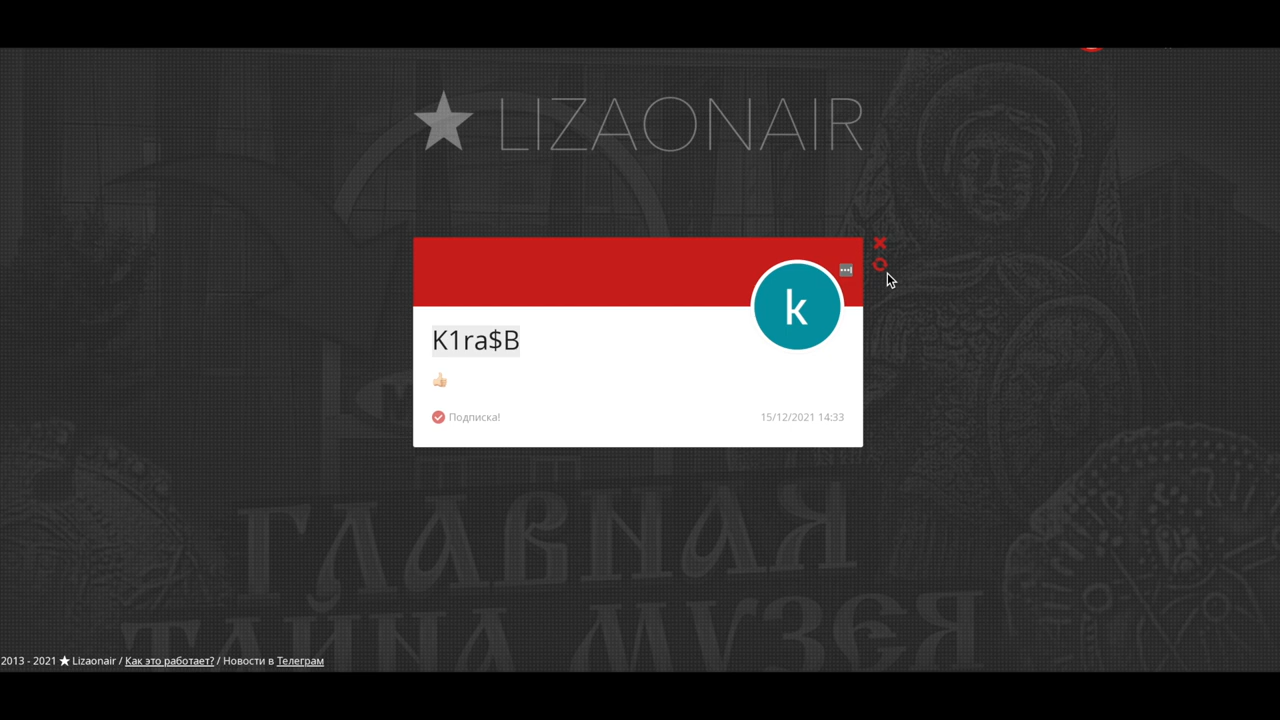 ★ LIZAONAIR
k
K1ra$B
👍🏻
Подписка!
15/12/2021 14:33
ГЛАВНАЯ
ТАЙНА МУЗЕЯ
2013 - 2021 ★ Lizaonair / Как это работает? / Новости в Телеграм